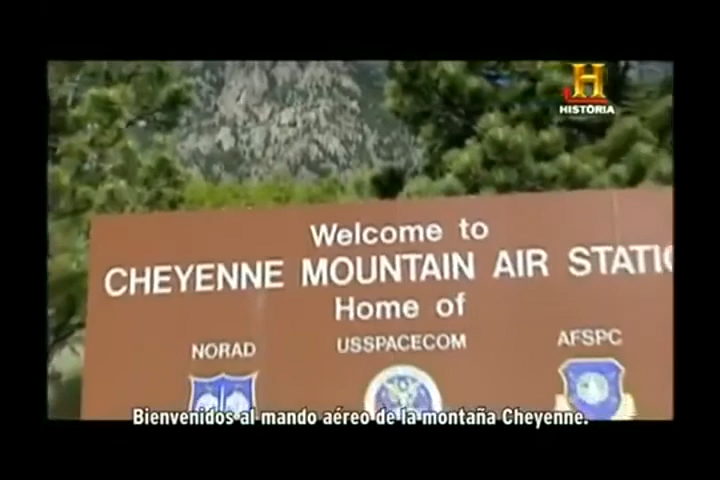 H
HISTORIA
Welcome to
CHEYENNE MOUNTAIN AIR STATIO
Home of
NORAD
USSPACECOM
AFSPC
Bienvenidos al mando aéreo de la montaña Cheyenne.